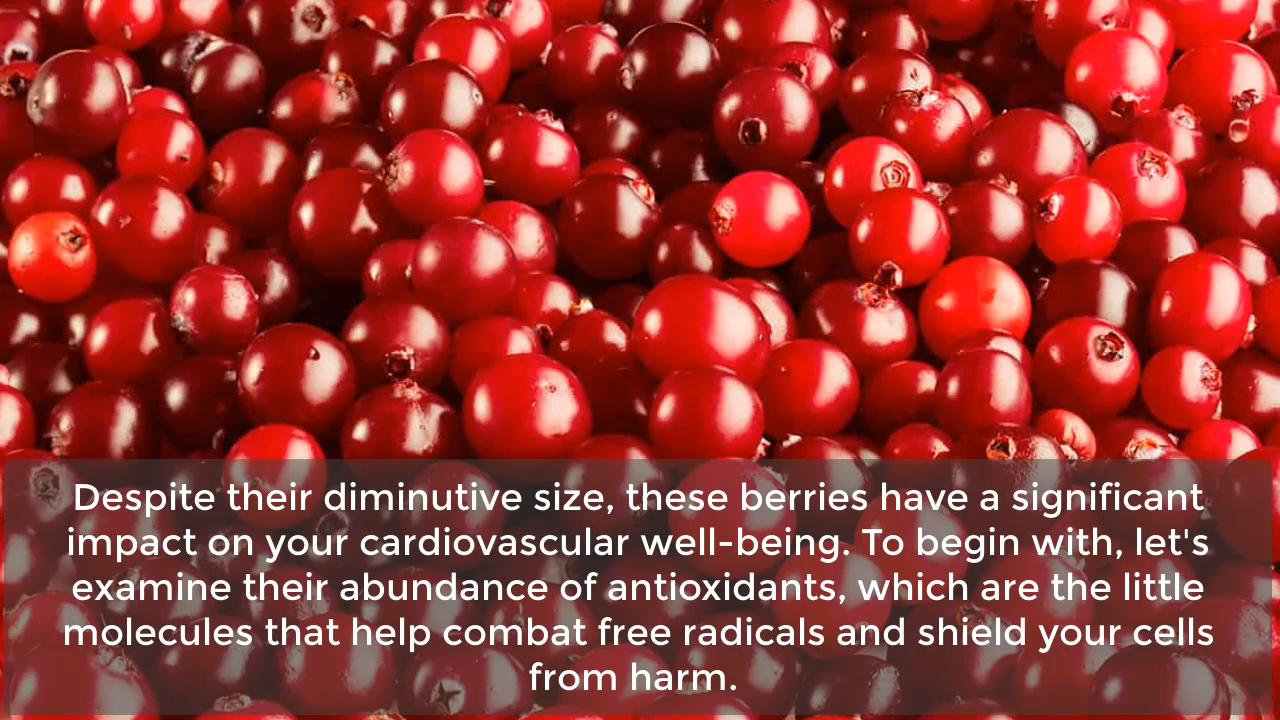 Despite their diminutive size, these berries have a significant
impact on your cardiovascular well-being. To begin with, let's
examine their abundance of antioxidants, which are the little
molecules that help combat free radicals and shield your cells
from harm.